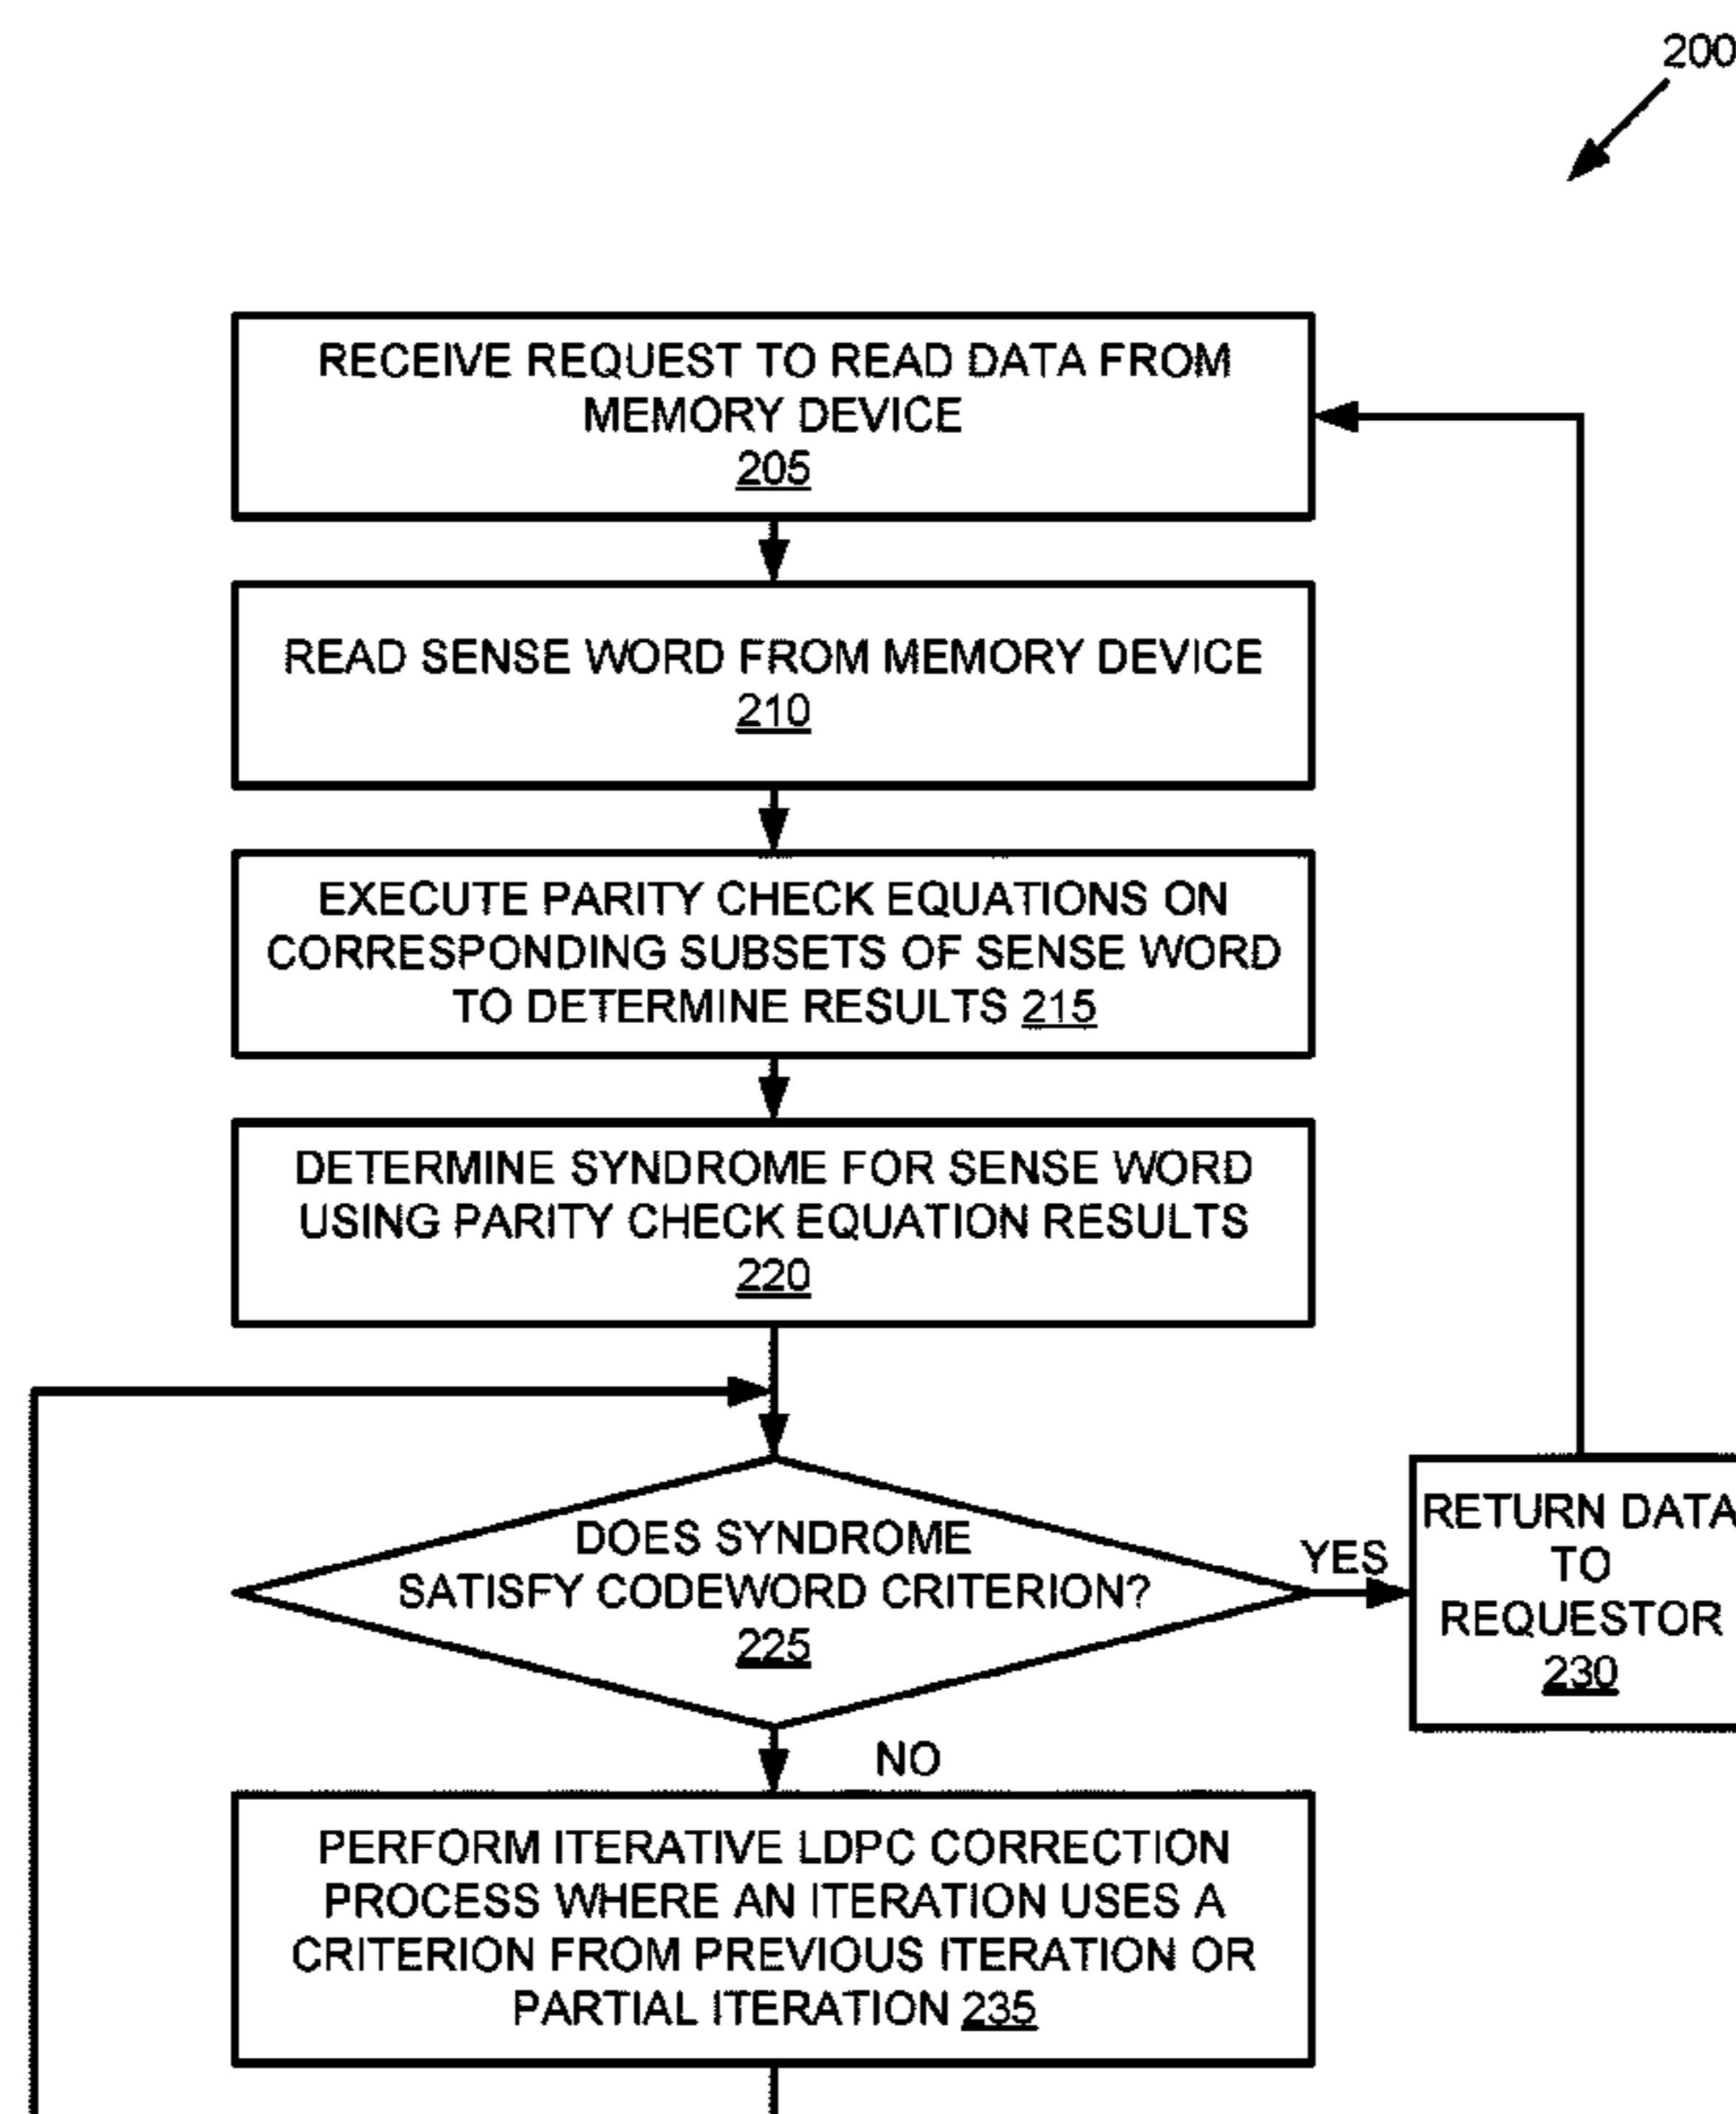 200
RECEIVE REQUEST TO READ DATA FROM
MEMORY DEVICE
205
READ SENSE WORD FROM MEMORY DEVICE
210
EXECUTE PARITY CHECK EQUATIONS ON
CORRESPONDING SUBSETS OF SENSE WORD
TO DETERMINE RESULTS 215
DETERMINE SYNDROME FOR SENSE WORD
USING PARITY CHECK EQUATION RESULTS
220
DOES SYNDROME
SATISFY CODEWORD CRITERION?
225
YES
RETURN DATA
TO
REQUESTOR
230
NO
PERFORM ITERATIVE LDPC CORRECTION
PROCESS WHERE AN ITERATION USES A
CRITERION FROM PREVIOUS ITERATION OR
PARTIAL ITERATION 235